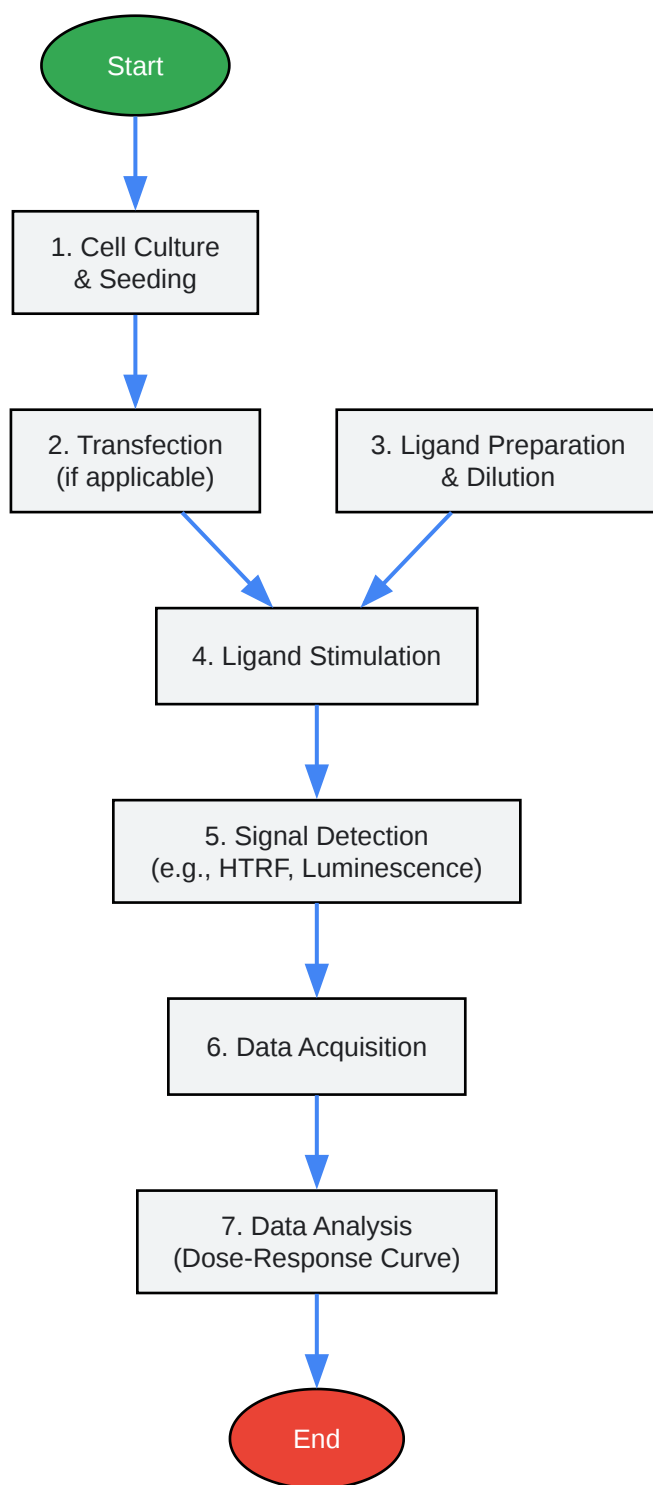 Start
1. Cell Culture
& Seeding
2. Transfection
(if applicable)
3. Ligand Preparation
& Dilution
4. Ligand Stimulation
5. Signal Detection
(e.g., HTRF, Luminescence)
6. Data Acquisition
7. Data Analysis
(Dose-Response Curve)
End